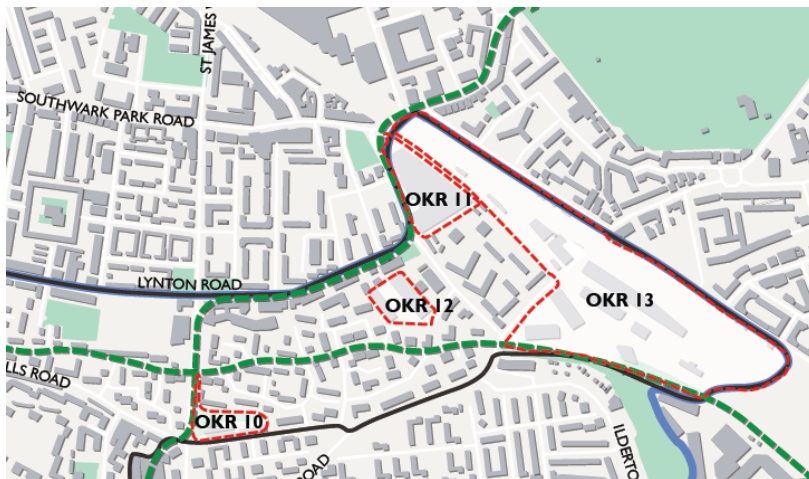 ST JAMES
SOUTHWARK PARK ROAD
OKR 11
LYNTON ROAD
OKR 12
OKR 13
LLS ROAD
OKR 10
ILDERTO
ROAD